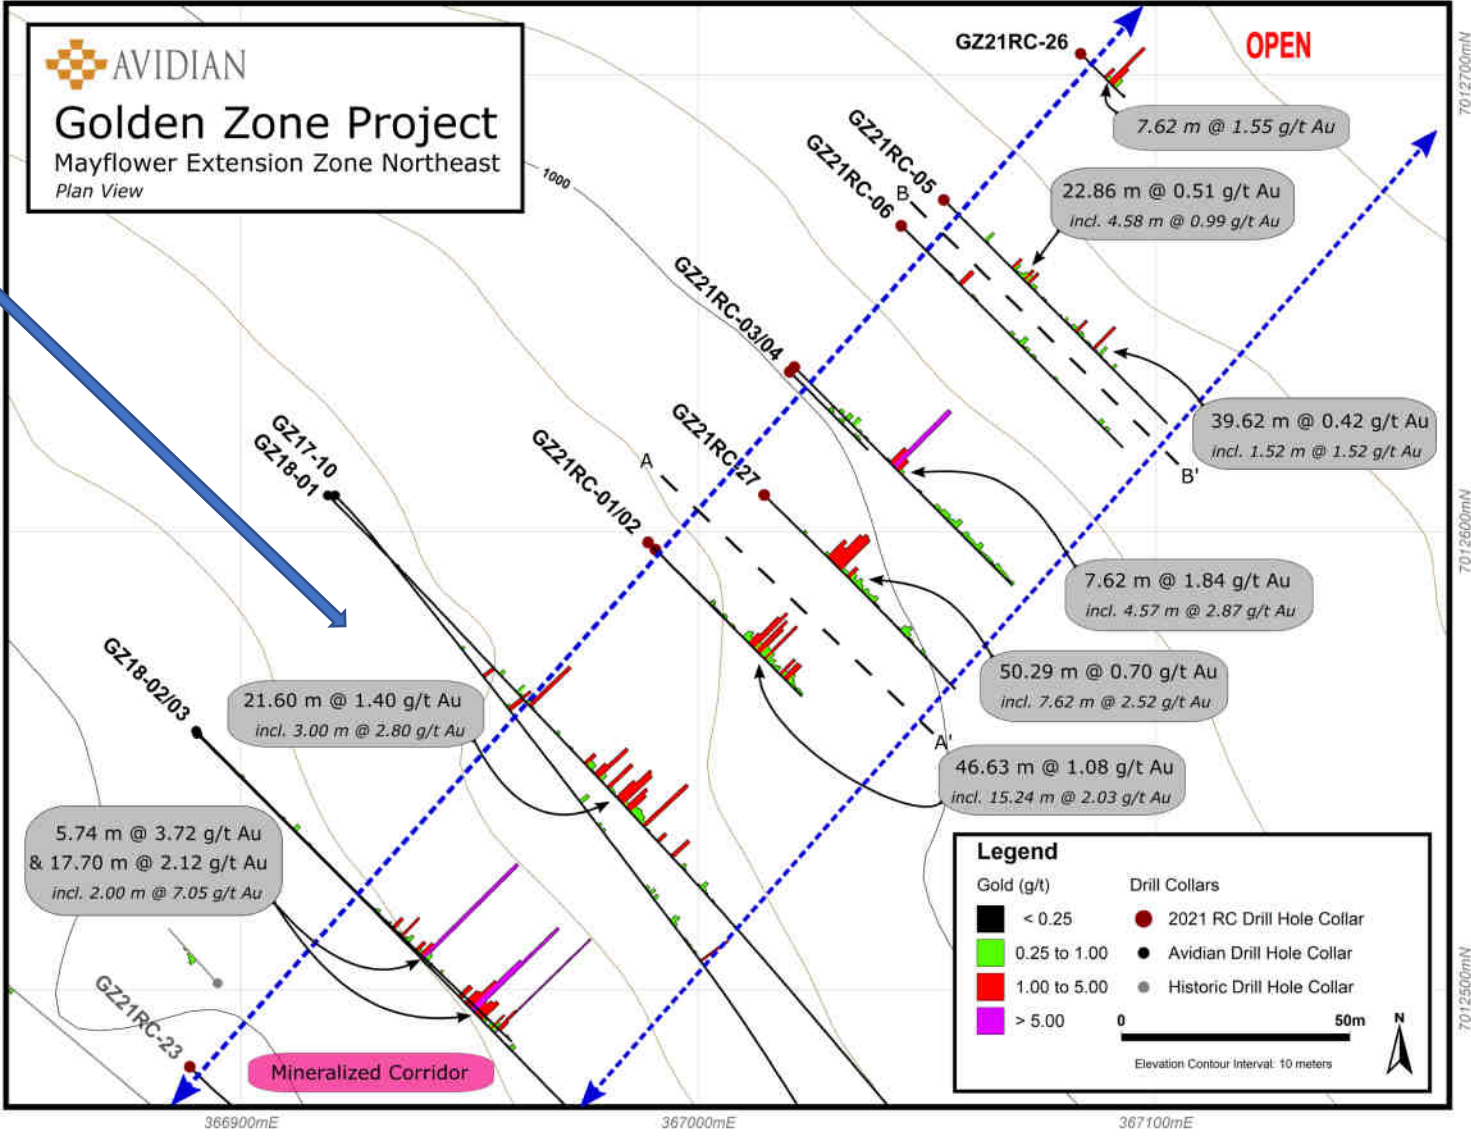 AVIDIAN
Golden Zone Project
Mayflower Extension Zone Northeast
Plan View
GZ21RC-26
OPEN
7012700mN
7.62 m @ 1.55 g/t Au
GZ21RC-05
GZ21RC-06
B
22.86 m @ 0.51 g/t Au
incl. 4.58 m @ 0.99 g/t Au
1000
GZ21RC-03/04
39.62 m @ 0.42 g/t Au
incl. 1.52 m @ 1.52 g/t Au
B'
GZ17-10
GZ18-01
GZ21RC-01/02
A
GZ21RC-27
7012600mN
7.62 m @ 1.84 g/t Au
incl. 4.57 m @ 2.87 g/t Au
50.29 m @ 0.70 g/t Au
incl. 7.62 m @ 2.52 g/t Au
GZ18-02/03
21.60 m @ 1.40 g/t Au
incl. 3.00 m @ 2.80 g/t Au
A'
46.63 m @ 1.08 g/t Au
incl. 15.24 m @ 2.03 g/t Au
5.74 m @ 3.72 g/t Au
& 17.70 m @ 2.12 g/t Au
incl. 2.00 m @ 7.05 g/t Au
GZ21RC-23
Mineralized Corridor
Legend
Gold (g/t)
< 0.25
0.25 to 1.00
1.00 to 5.00
> 5.00
Drill Collars
2021 RC Drill Hole Collar
Avidian Drill Hole Collar
Historic Drill Hole Collar
0
50m
N
Elevation Contour Interval: 10 meters
7012500mN
366900mE
367000mE
367100mE